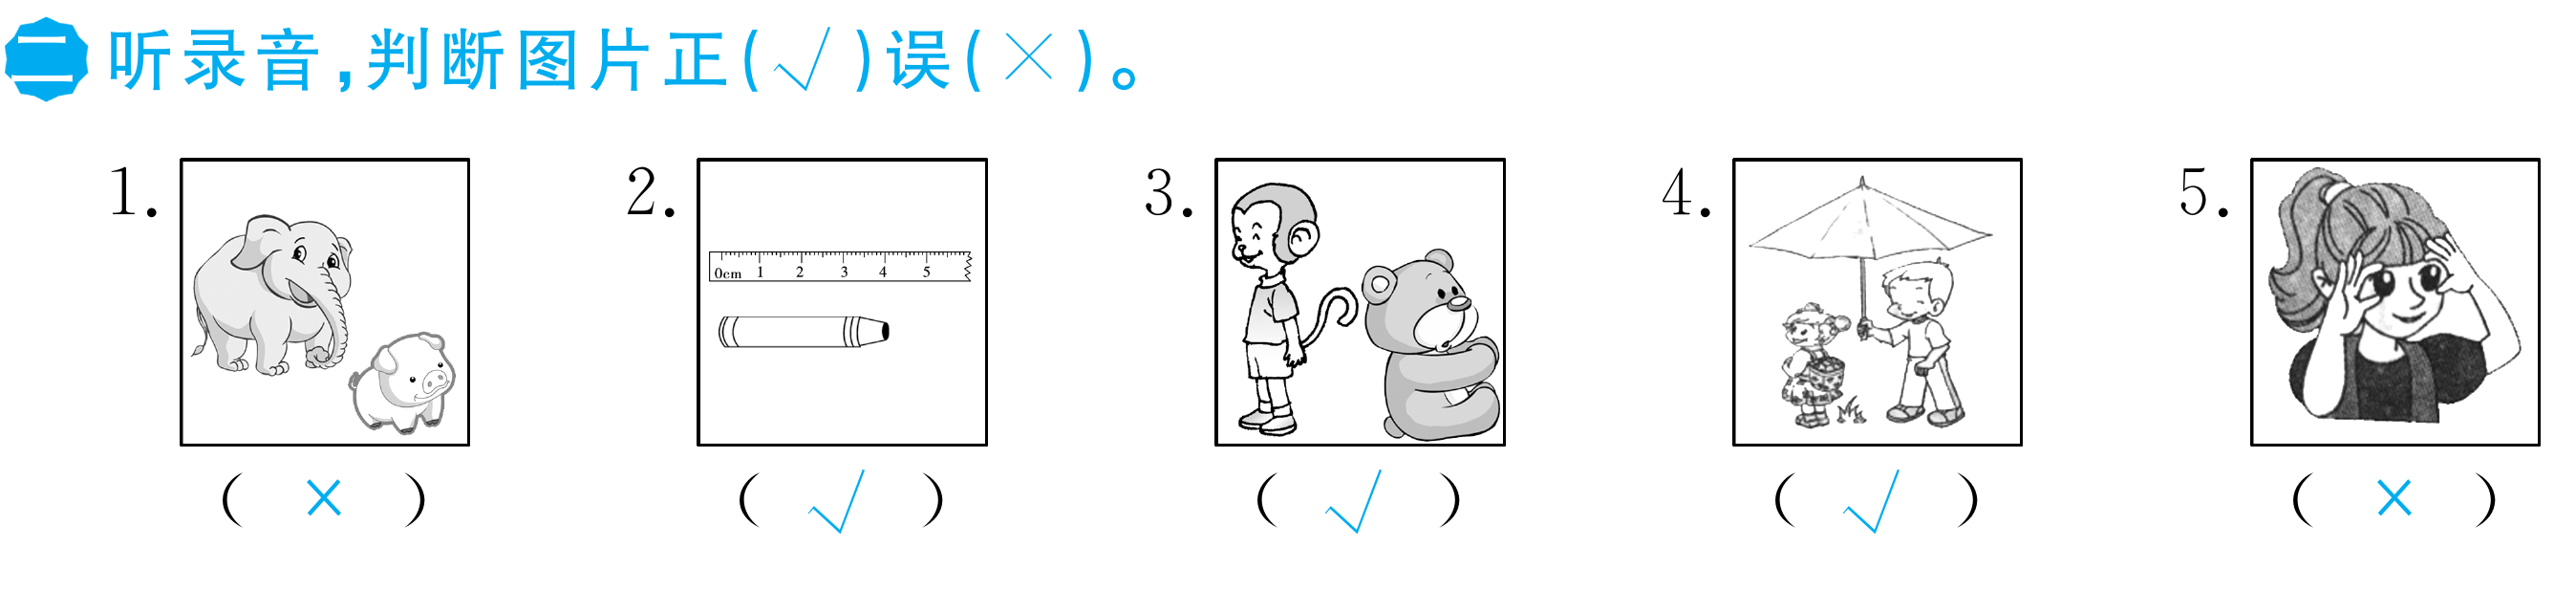 二 听录音,判断图片正(√)误(×)。
1. 2. 3. 4. 5.
0cm 1 2 3 4 5
( × ) ( √ ) ( √ ) ( √ ) ( × )